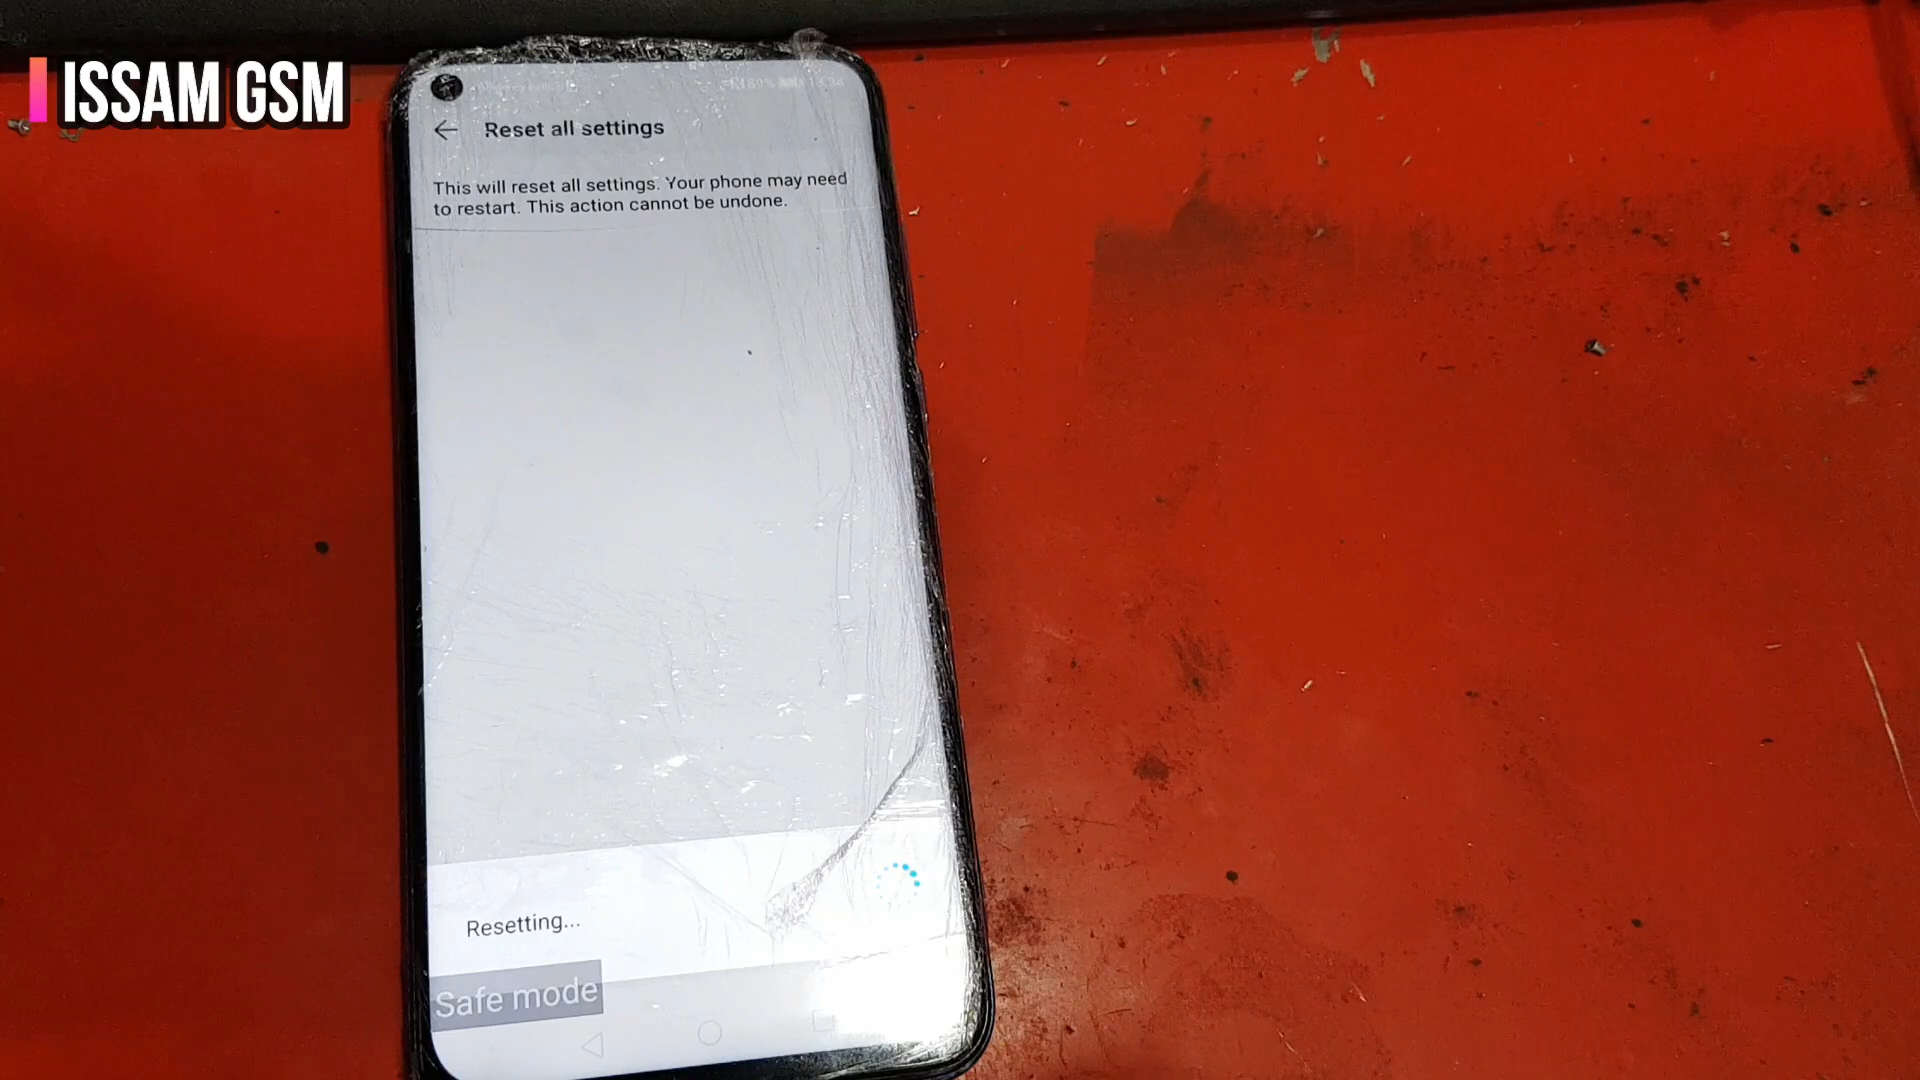 ISSAM GSM
Reset all settings
This will reset all settings. Your phone may need
to restart. This action cannot be undone.
Resetting...
Safe mode